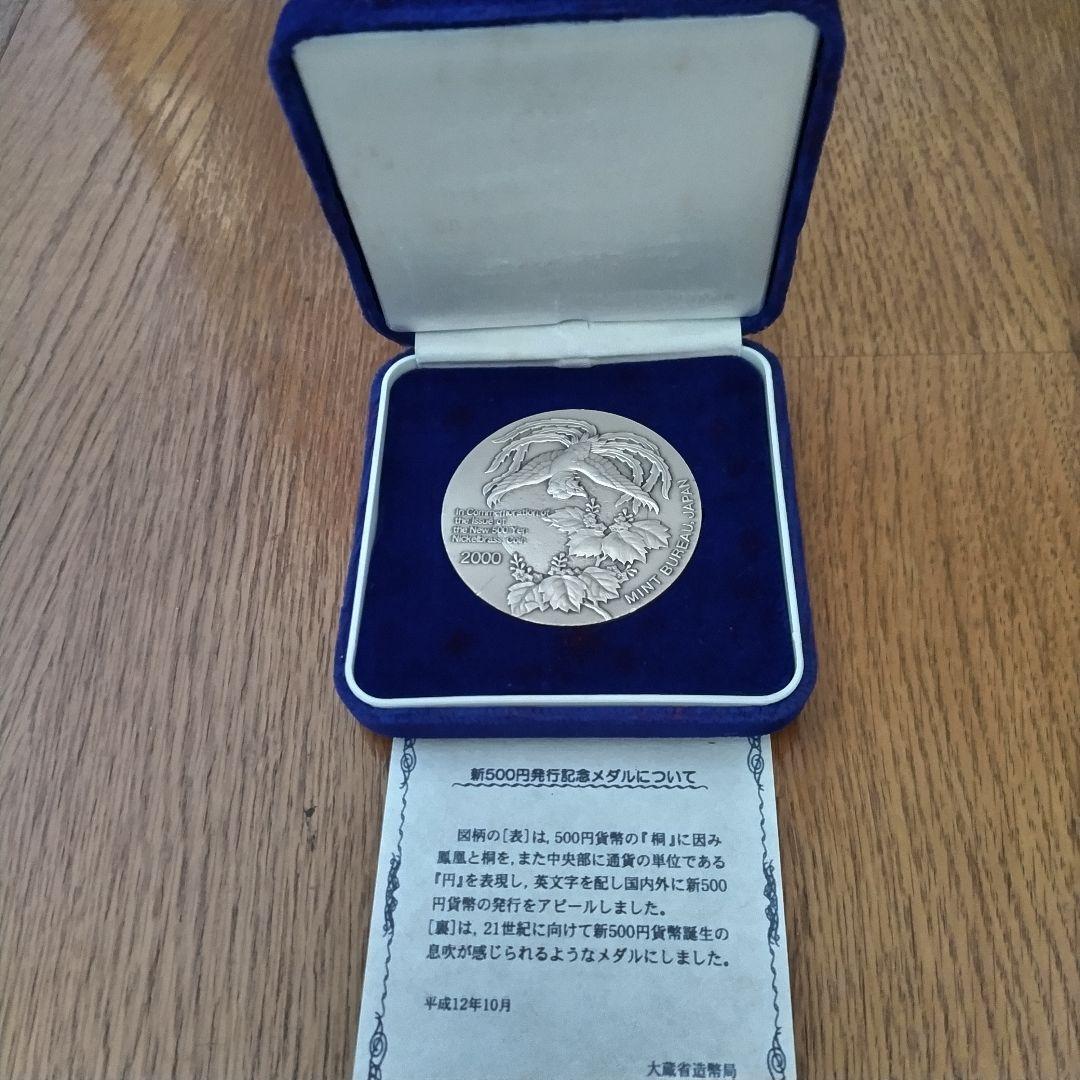 In Commemoration of
the Issue of
the New 500 Yen
Nickelbrass Coin
2000
MINT BUREAU, JAPAN
新500円発行記念メダルについて
図柄の[表]は,500円貨幣の『桐』に因み
鳳凰と桐を,また中央部に通貨の単位である
『円』を表現し,英文字を配し国内外に新500
円貨幣の発行をアピールしました。
[裏]は,21世紀に向けて新500円貨幣誕生の
息吹が感じられるようなメダルにしました。
平成12年10月
大蔵省造幣局